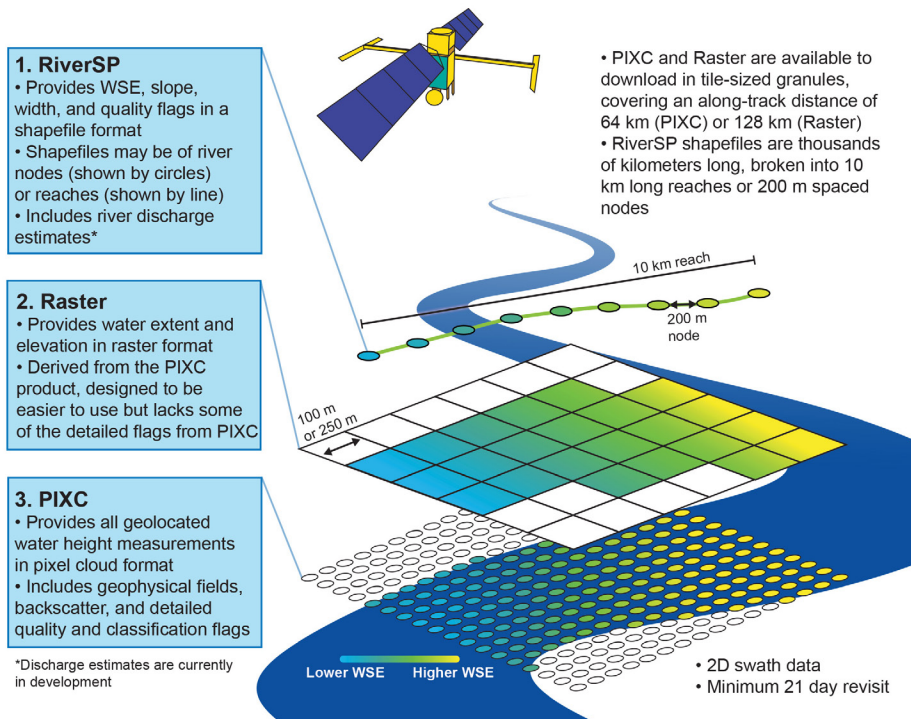 1. RiverSP
• Provides WSE, slope,
width, and quality flags in a
shapefile format
• Shapefiles may be of river
nodes (shown by circles)
or reaches (shown by line)
• Includes river discharge
estimates*
• PIXC and Raster are available to
download in tile-sized granules,
covering an along-track distance of
64 km (PIXC) or 128 km (Raster)
• RiverSP shapefiles are thousands
of kilometers long, broken into 10
km long reaches or 200 m spaced
nodes
10 km reach
200 m
node
2. Raster
• Provides water extent and
elevation in raster format
• Derived from the PIXC
product, designed to be
easier to use but lacks some
of the detailed flags from PIXC
100 m
or 250 m
3. PIXC
• Provides all geolocated
water height measurements
in pixel cloud format
• Includes geophysical fields,
backscatter, and detailed
quality and classification flags
*Discharge estimates are currently
in development
Lower WSE Higher WSE
• 2D swath data
• Minimum 21 day revisit